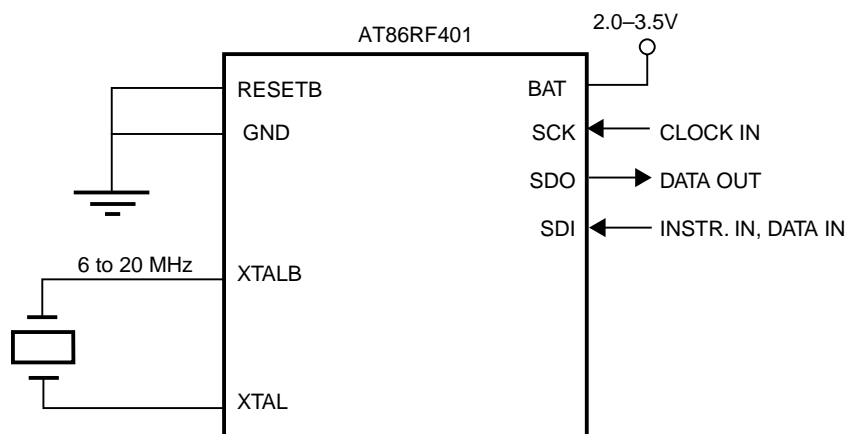 AT86RF401
2.0–3.5V
RESETB
BAT
GND
SCK
CLOCK IN
SDO
DATA OUT
SDI
INSTR. IN, DATA IN
6 to 20 MHz
XTALB
XTAL